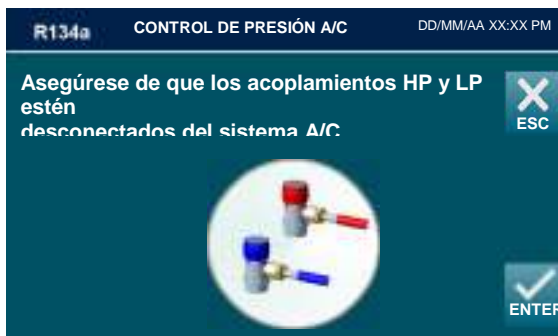 R134a CONTROL DE PRESIÓN A/C DD/MM/AA XX:XX PM
Asegúrese de que los acoplamientos HP y LP
estén
desconectados del sistema A/C
ESC
ENTER